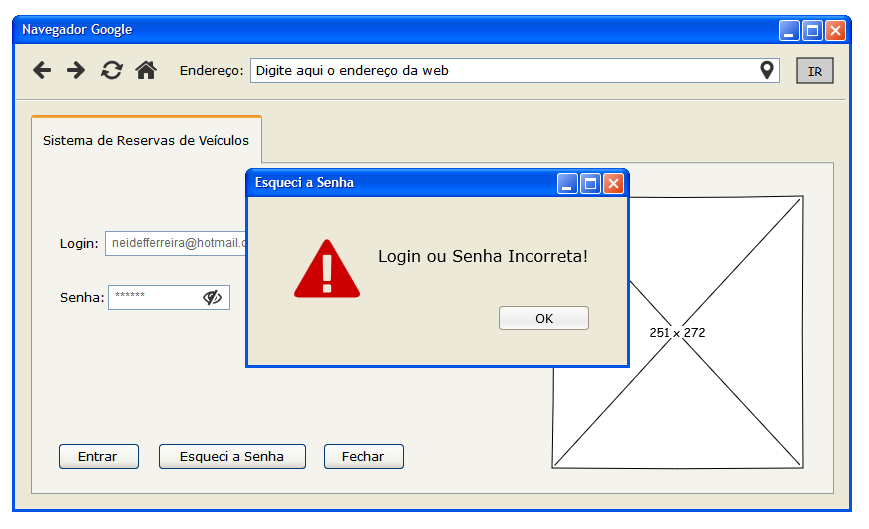 Navegador Google
Endereço: Digite aqui o endereço da web IR
Sistema de Reservas de Veículos
Esqueci a Senha
Login: neidefferreira@hotmail.c
Login ou Senha Incorreta!
Senha: ******
OK
251 x 272
Entrar Esqueci a Senha Fechar